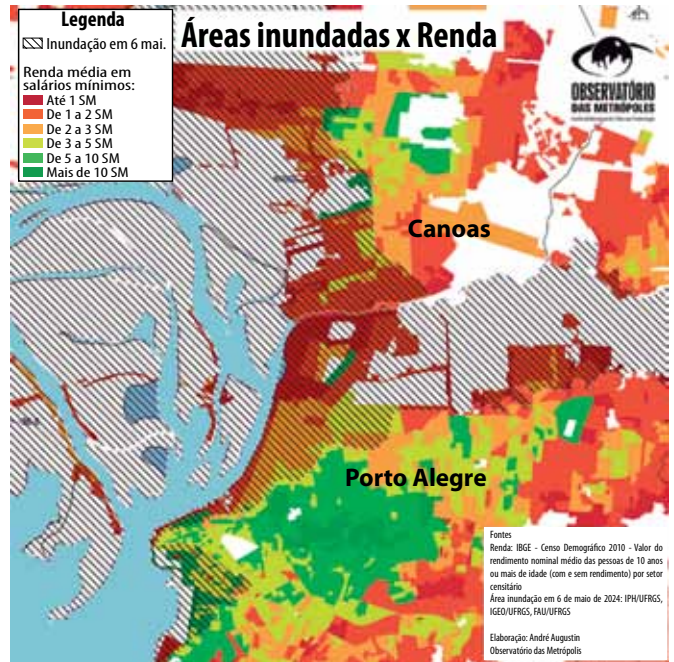 Áreas inundadas x Renda
Legenda
Inundação em 6 mai.
Renda média em
salários mínimos:
Até 1 SM
De 1 a 2 SM
De 2 a 3 SM
De 3 a 5 SM
De 5 a 10 SM
Mais de 10 SM
OBSERVATÓRIO
DAS METRÓPOLES
Canoas
Porto Alegre
Fontes
Renda: IBGE - Censo Demográfico 2010 - Valor do
rendimento nominal médio das pessoas de 10 anos
ou mais de idade (com e sem rendimento) por setor
censitário
Área inundação em 6 de maio de 2024: IPH/UFRGS,
IGEO/UFRGS, FAU/UFRGS
Elaboração: André Augustin
Observatório das Metrópolis